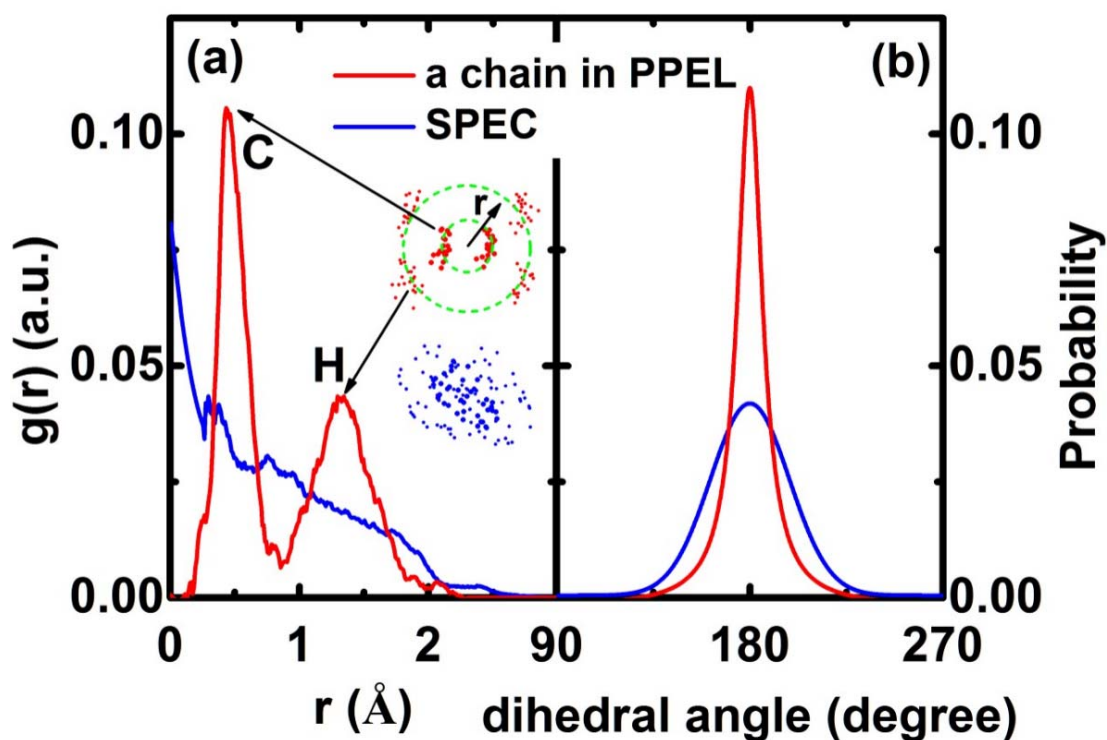 (a)
a chain in PPEL
SPEC
(b)
0.10
0.05
0.00
g(r) (a.u.)
C
H
r
0.10
0.05
0.00
Probability
0 1 2 90 180 270
r (Å) dihedral angle (degree)